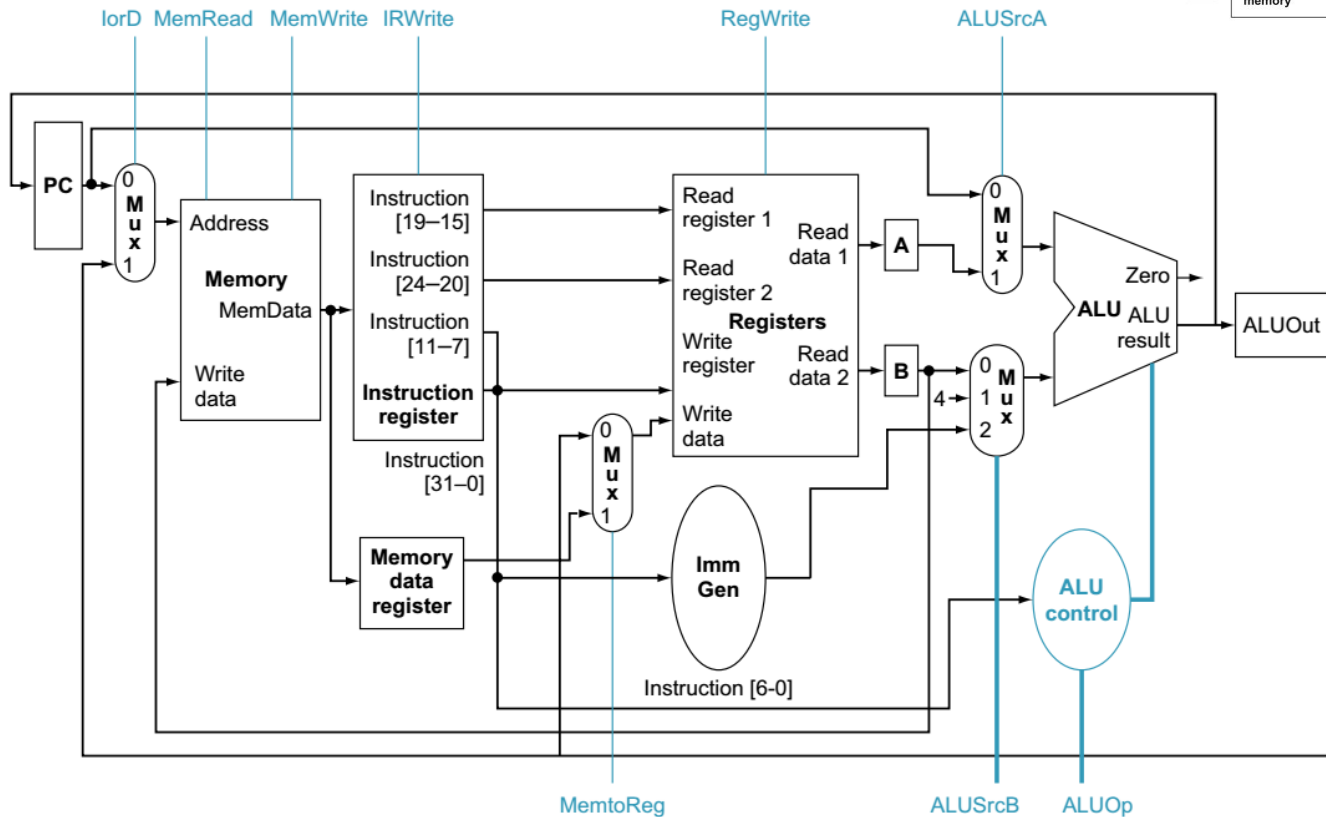 memory
IorD
MemRead
MemWrite
IRWrite
RegWrite
ALUSrcA
PC
0
M
u
x
1
Address
Memory
MemData
Write
data
Instruction
[19–15]
Instruction
[24–20]
Instruction
[11–7]
Instruction
register
Instruction
[31–0]
Memory
data
register
0
M
u
x
1
Read
register 1
Read
register 2
Registers
Write
register
Write
data
Read
data 1
Read
data 2
Imm
Gen
Instruction [6-0]
A
B
4
0
M
u
x
1
0
1
2
M
u
x
Zero
ALU
ALU
result
ALUOut
ALU
control
MemtoReg
ALUSrcB
ALUOp